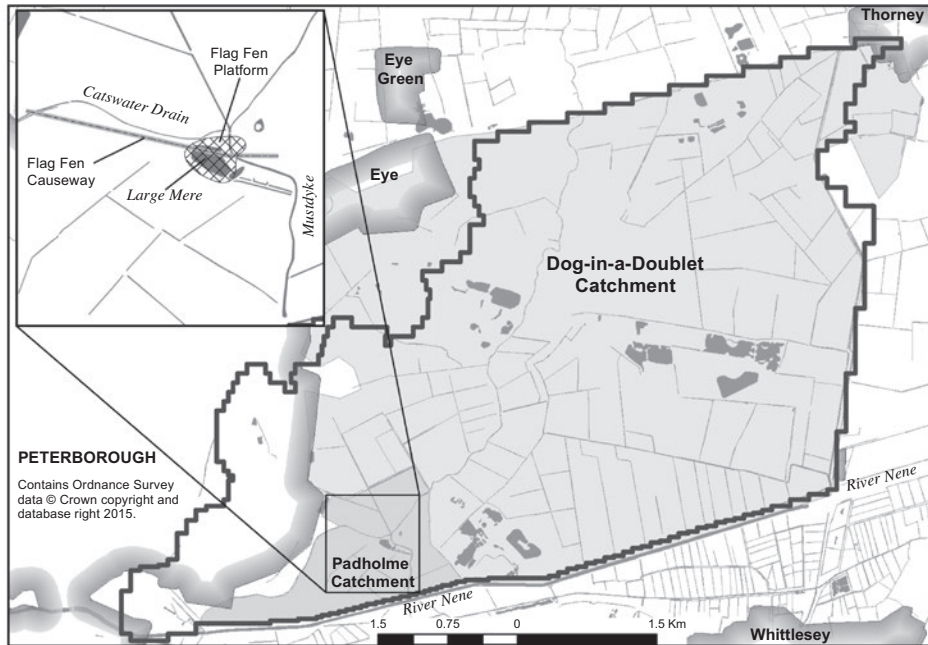 Thorney
Flag Fen
Platform
Eye
Green
Catswater Drain
Flag Fen
Causeway
Large Mere
Mustdyke
Eye
Dog-in-a-Doublet
Catchment
PETERBOROUGH
Contains Ordnance Survey
data © Crown copyright and
database right 2015.
River Nene
Padholme
Catchment
River Nene
1.5 0.75 0 1.5 Km
Whittlesey